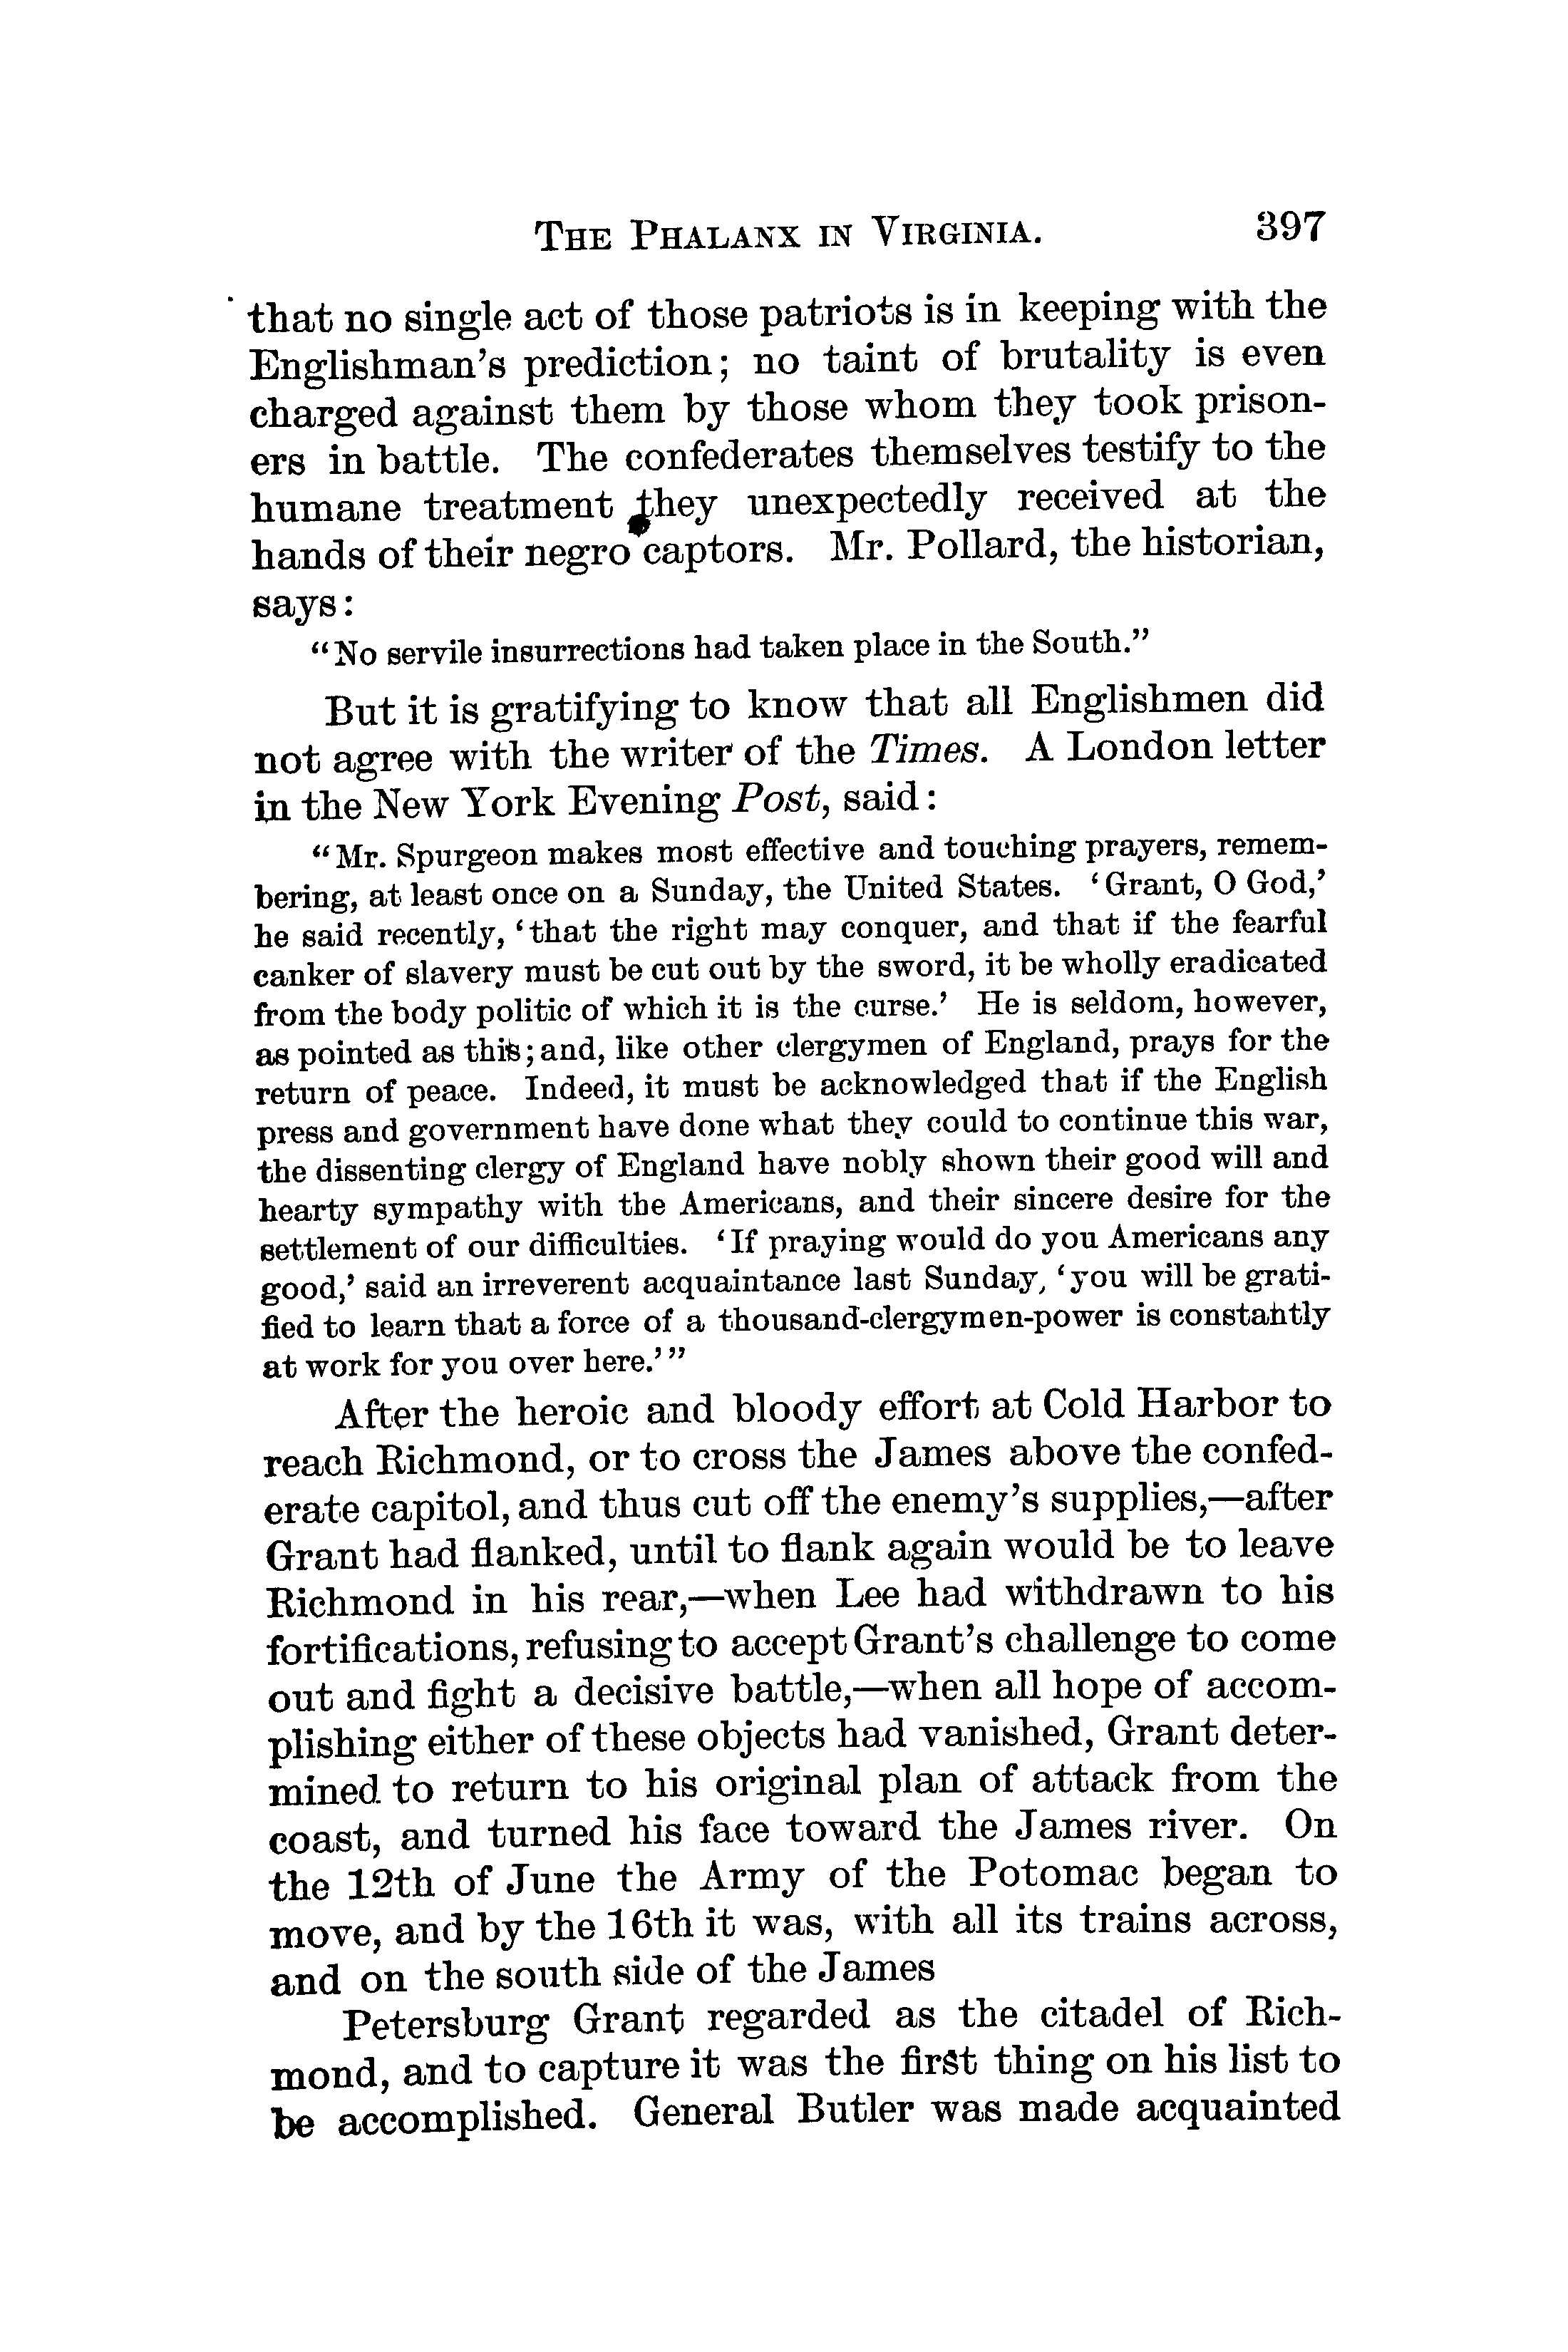 THE PHALANX IN VIRGINIA. 397
that no single act of those patriots is in keeping with the
Englishman's prediction; no taint of brutality is even
charged against them by those whom they took prison-
ers in battle. The confederates themselves testify to the
humane treatment they unexpectedly received at the
hands of their negro captors. Mr. Pollard, the historian,
says:
"No servile insurrections had taken place in the South."
But it is gratifying to know that all Englishmen did
not agree with the writer of the Times. A London letter
in the New York Evening Post, said:
"Mr. Spurgeon makes most effective and touching prayers, remem-
bering, at least once on a Sunday, the United States. 'Grant, O God,'
he said recently, 'that the right may conquer, and that if the fearful
canker of slavery must be cut out by the sword, it be wholly eradicated
from the body politic of which it is the curse.' He is seldom, however,
as pointed as this; and, like other clergymen of England, prays for the
return of peace. Indeed, it must be acknowledged that if the English
press and government have done what they could to continue this war,
the dissenting clergy of England have nobly shown their good will and
hearty sympathy with the Americans, and their sincere desire for the
settlement of our difficulties. 'If praying would do you Americans any
good,' said an irreverent acquaintance last Sunday, 'you will be grati-
fied to learn that a force of a thousand-clergymen-power is constantly
at work for you over here.'"
After the heroic and bloody effort at Cold Harbor to
reach Richmond, or to cross the James above the confed-
erate capitol, and thus cut off the enemy's supplies,—after
Grant had flanked, until to flank again would be to leave
Richmond in his rear,—when Lee had withdrawn to his
fortifications, refusing to accept Grant's challenge to come
out and fight a decisive battle,—when all hope of accom-
plishing either of these objects had vanished, Grant deter-
mined to return to his original plan of attack from the
coast, and turned his face toward the James river. On
the 12th of June the Army of the Potomac began to
move, and by the 16th it was, with all its trains across,
and on the south side of the James
Petersburg Grant regarded as the citadel of Rich-
mond, and to capture it was the first thing on his list to
be accomplished. General Butler was made acquainted